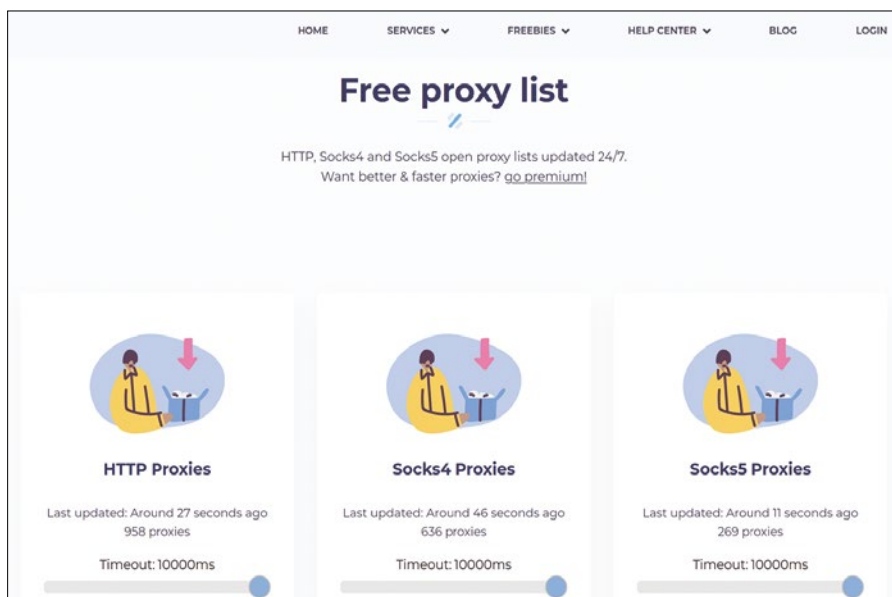 HOME SERVICES FREEBIES HELP CENTER BLOG LOGIN
Free proxy list
HTTP, Socks4 and Socks5 open proxy lists updated 24/7.
Want better & faster proxies? go premium!
HTTP Proxies
Last updated: Around 27 seconds ago
958 proxies
Timeout: 10000ms
Socks4 Proxies
Last updated: Around 46 seconds ago
636 proxies
Timeout: 10000ms
Socks5 Proxies
Last updated: Around 11 seconds ago
269 proxies
Timeout: 10000ms